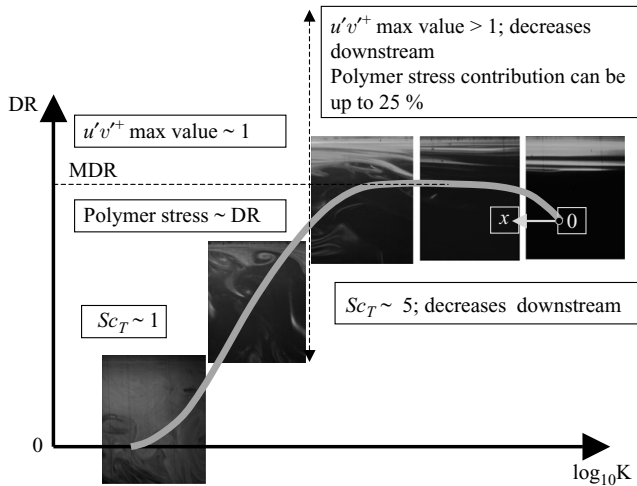 u′v′⁺ max value > 1; decreases
downstream
Polymer stress contribution can be
up to 25 %
DR
u′v′⁺ max value ~ 1
MDR
Polymer stress ~ DR
x
0
Sc_T ~ 5; decreases downstream
Sc_T ~ 1
0
log₁₀K